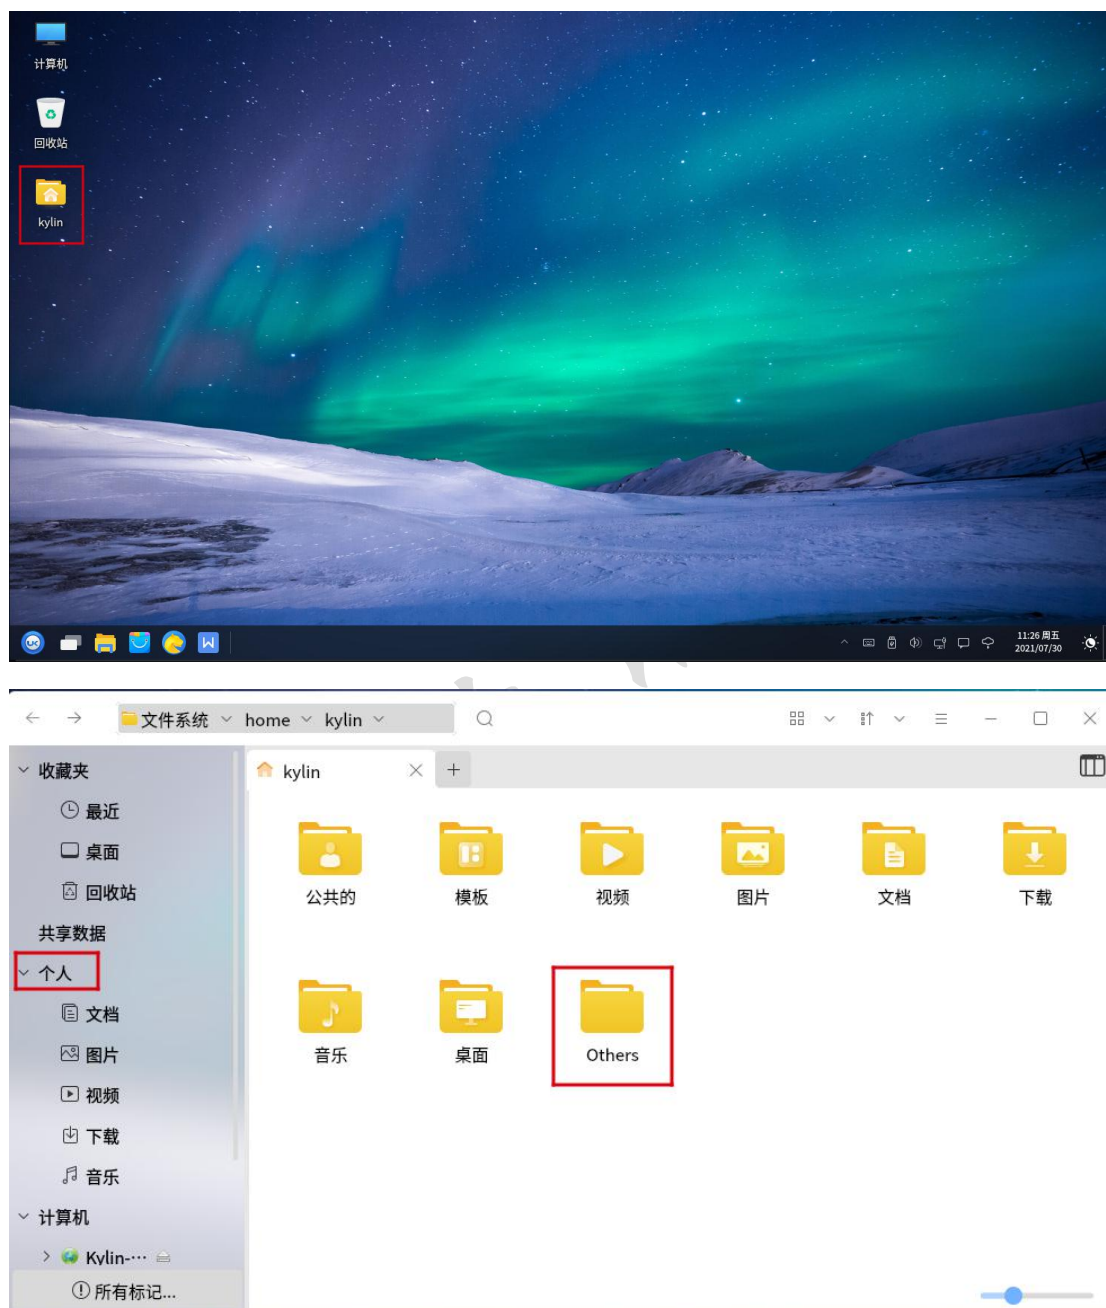 计算机
回收站
kylin
11:26 周五
2021/07/30
文件系统 home kylin
收藏夹
kylin
最近
桌面
回收站
公共的 模板 视频 图片 文档 下载
共享数据
个人
文档
图片
音乐 桌面 Others
视频
下载
音乐
计算机
Kylin-···
所有标记...